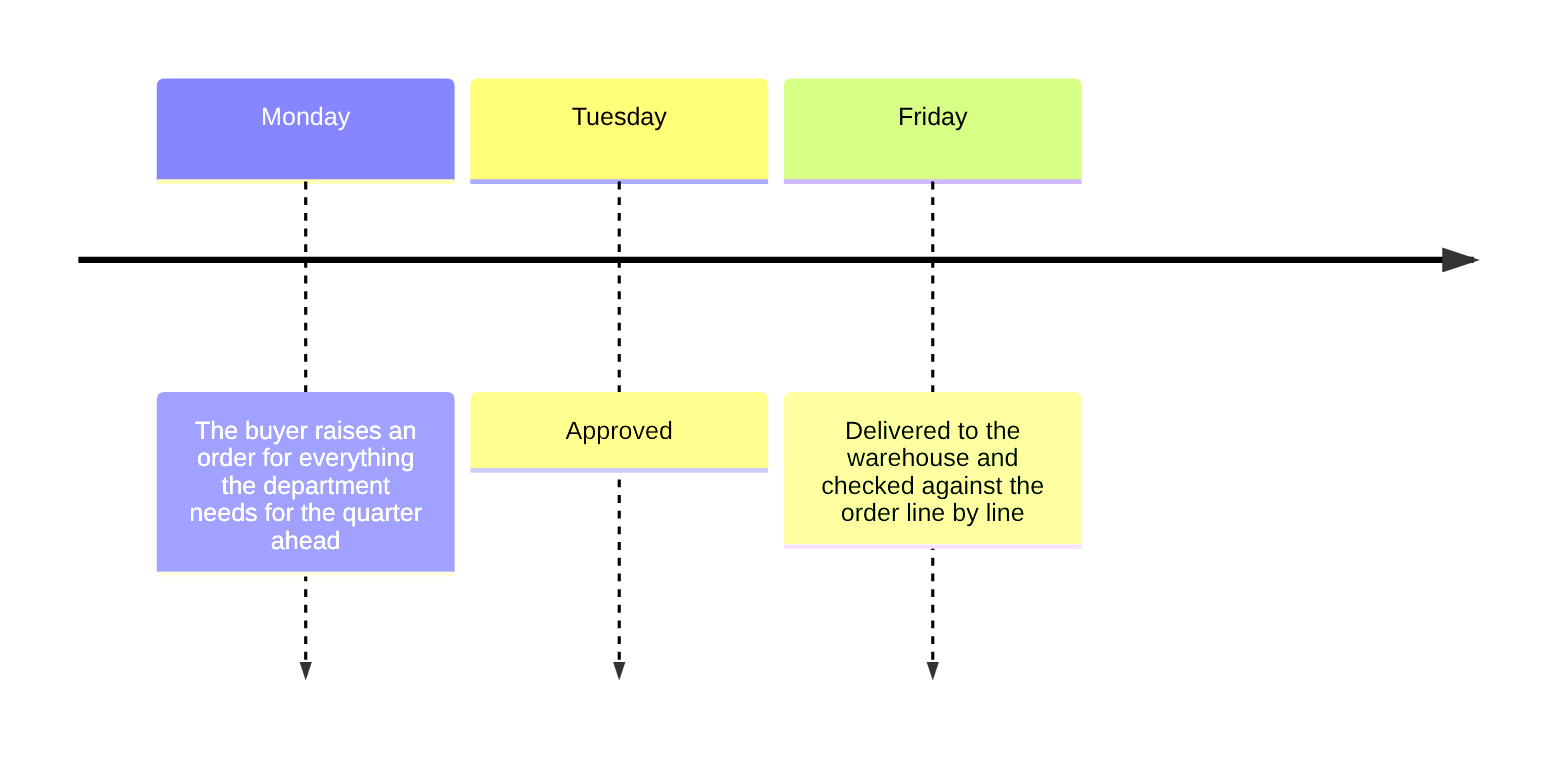 Monday
Tuesday
Friday
The buyer raises an
order for everything
the department
needs for the quarter
ahead
Approved
Delivered to the
warehouse and
checked against the
order line by line